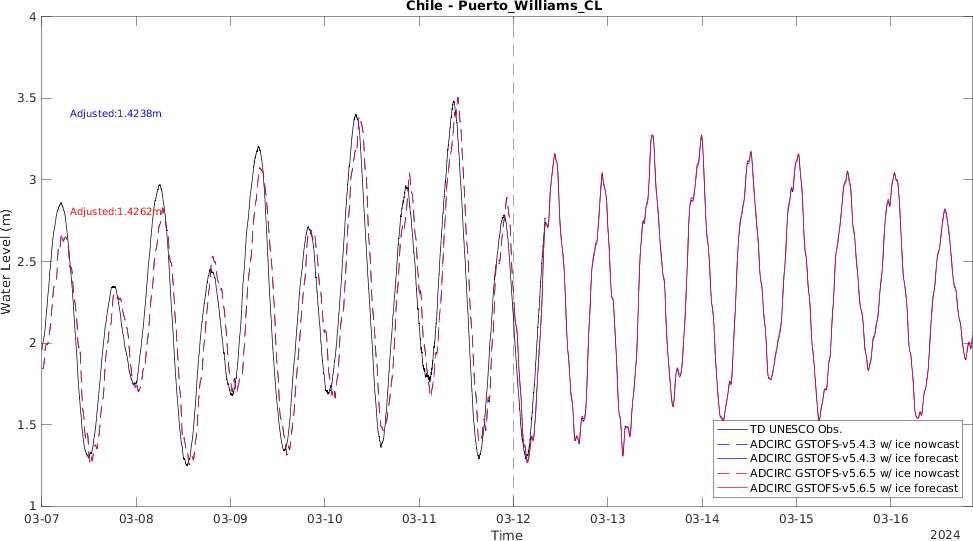 Chile - Puerto_Williams_CL
4
3.5
3
2.5
2
1.5
1
Water Level (m)
Adjusted:1.4238m
Adjusted:1.4262m
TD UNESCO Obs.
ADCIRC GSTOFS-v5.4.3 w/ ice nowcast
ADCIRC GSTOFS-v5.4.3 w/ ice forecast
ADCIRC GSTOFS-v5.6.5 w/ ice nowcast
ADCIRC GSTOFS-v5.6.5 w/ ice forecast
03-07 03-08 03-09 03-10 03-11 03-12 03-13 03-14 03-15 03-16
Time
2024